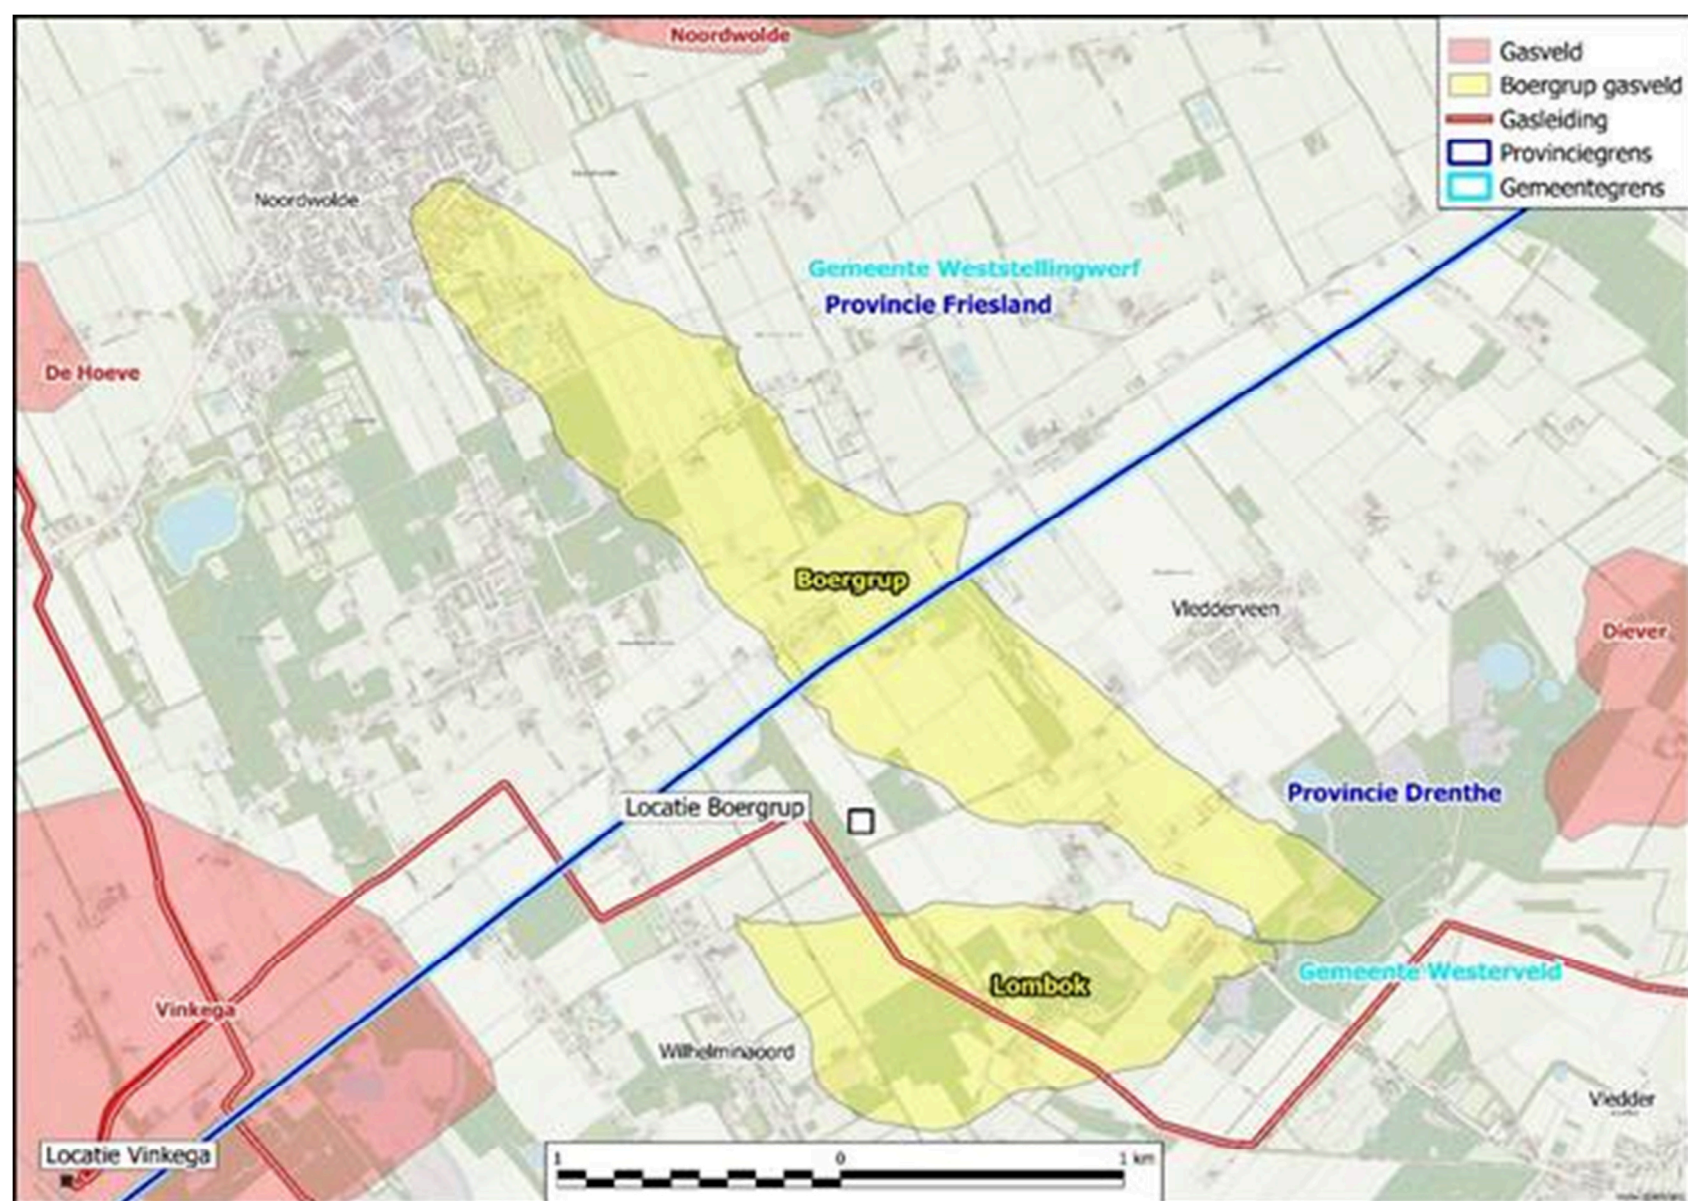 Noordwolde
Gasveld
Boergrup gasveld
Gasleiding
Provinciegrens
Gemeentegrens
Noordwolde
Gemeente Weststellingwerf
Provincie Friesland
De Hoeve
Boergrup
Vledderveen
Diever
Provincie Drenthe
Locatie Boergrup
Gemeente Westerveld
Lombok
Vinkega
Wilhelminaoord
Vledder
Locatie Vinkega
1 0 1 km